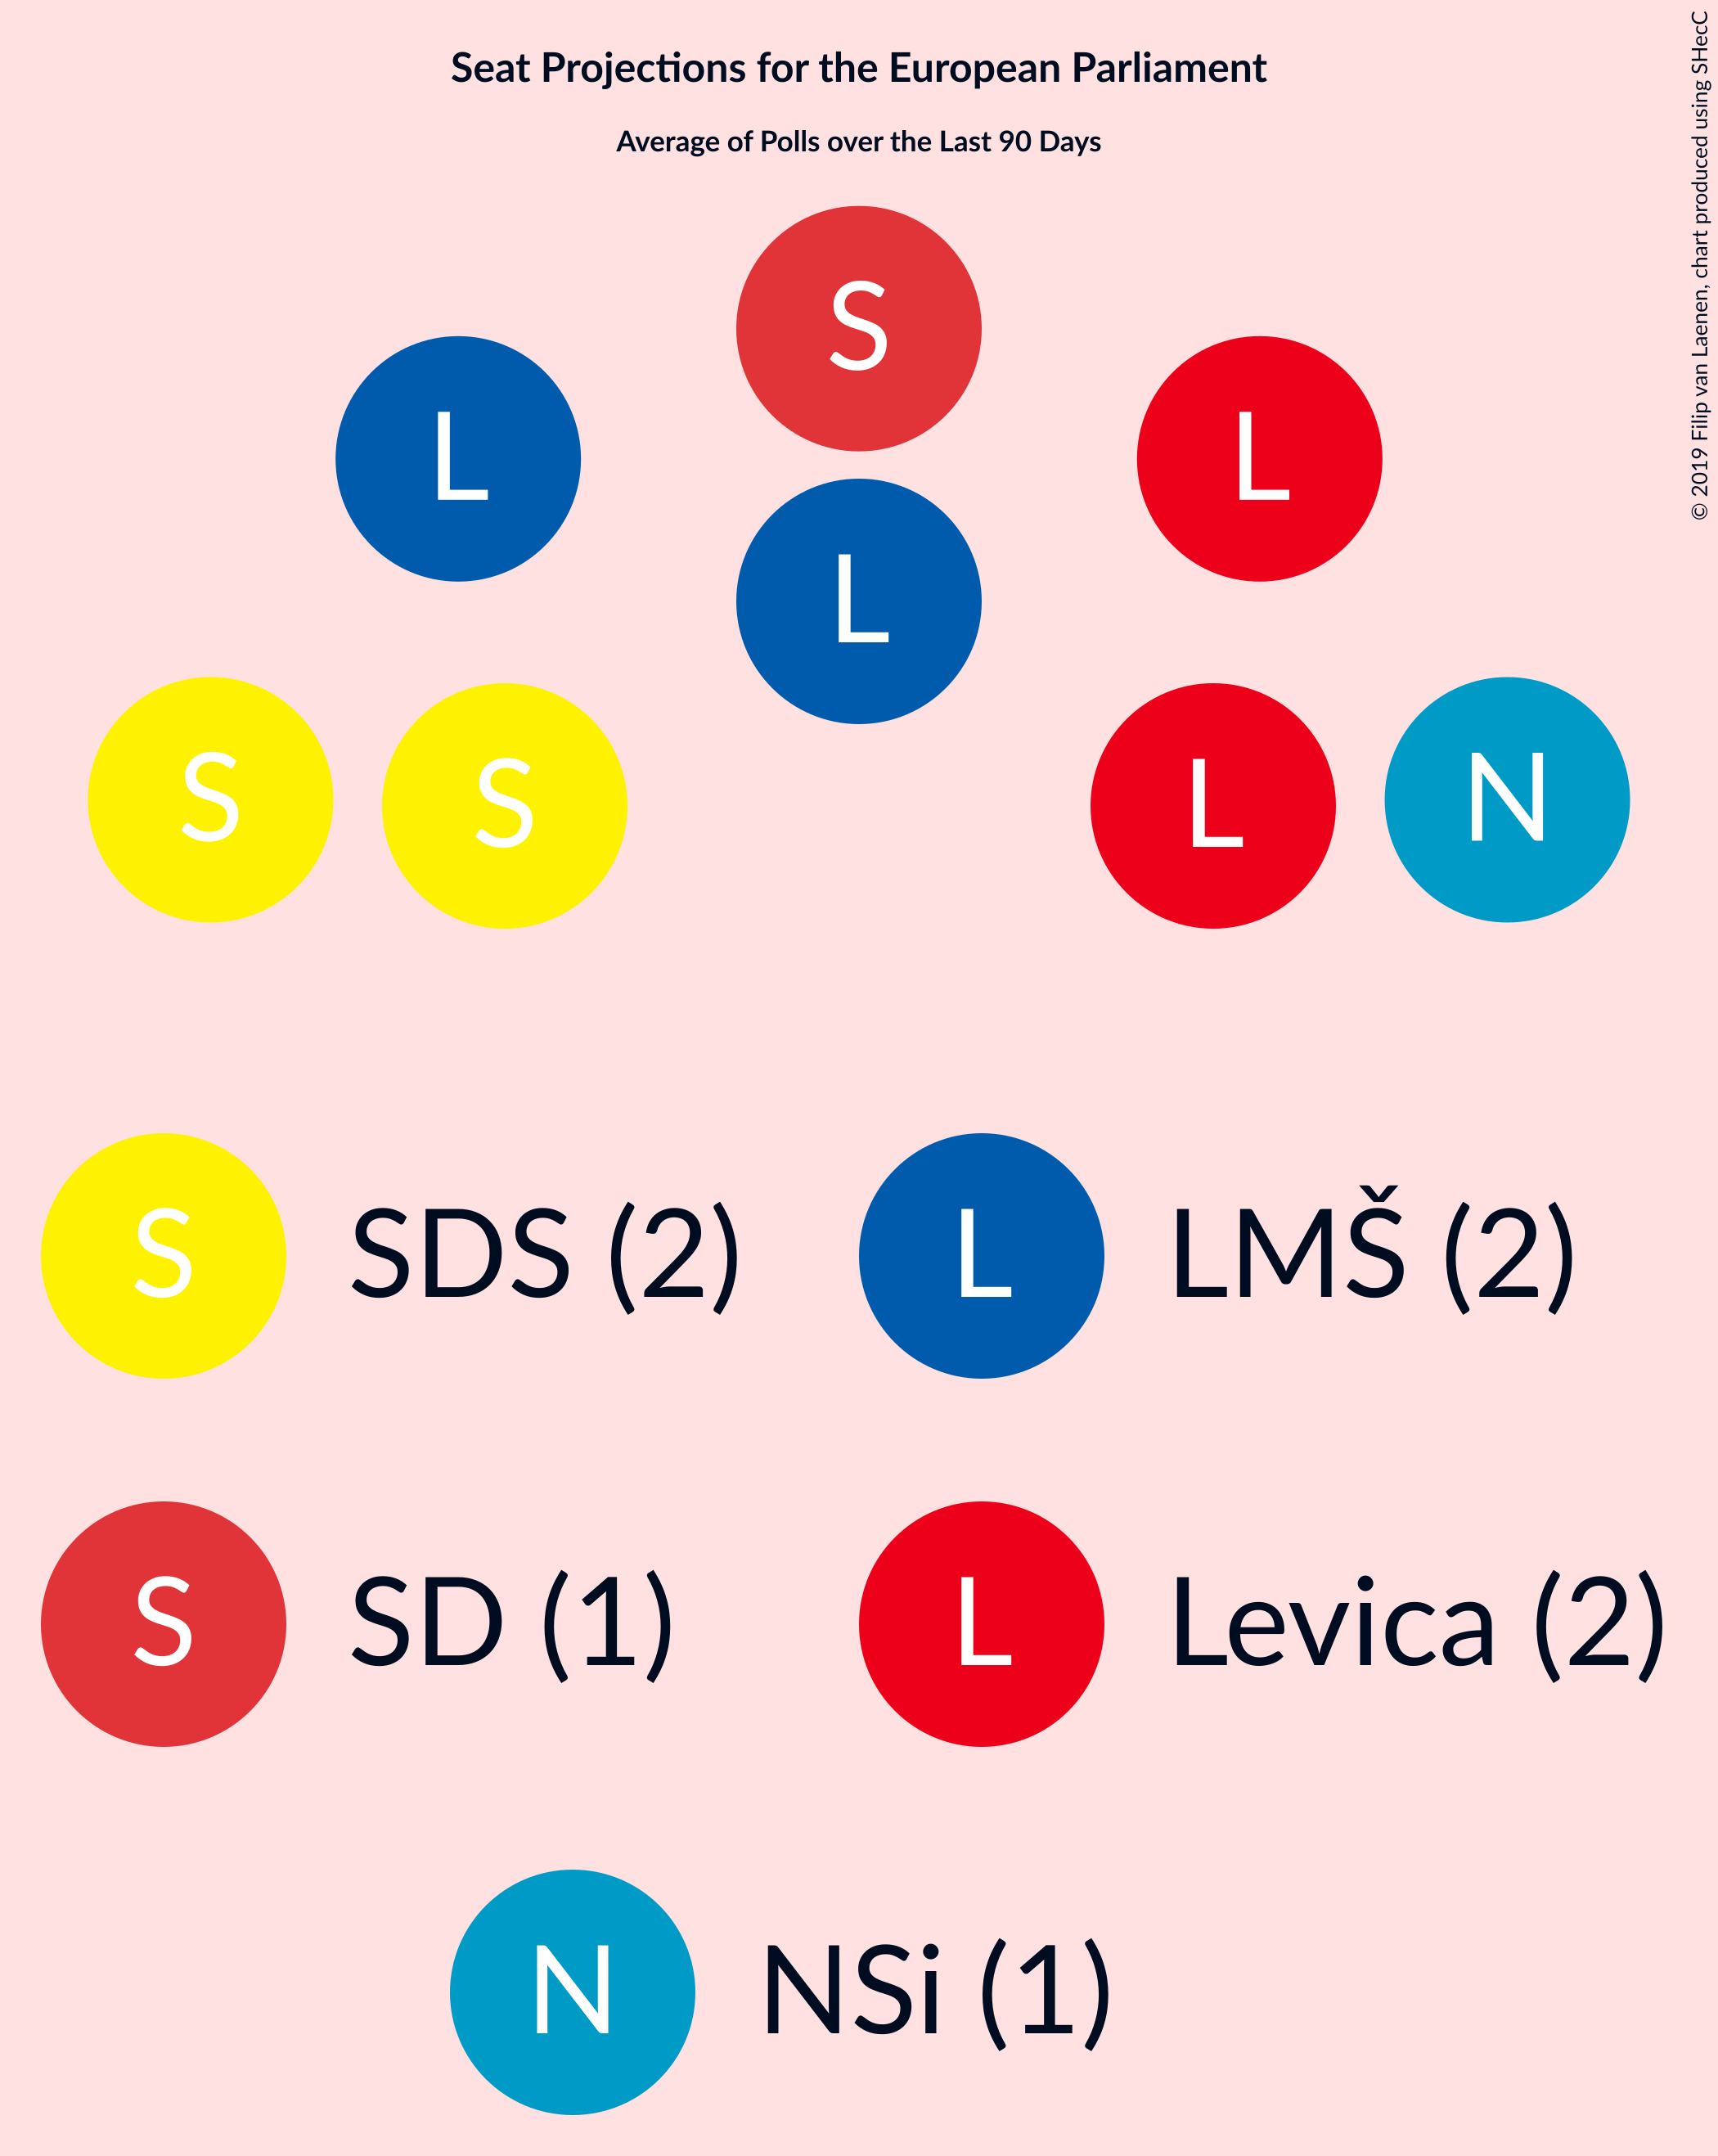 Seat Projections for the European Parliament
Average of Polls over the Last 90 Days
© 2019 Filip van Laenen, chart produced using SHecC
S
L
L
L
S
S
L
N
S SDS (2)
L LMŠ (2)
S SD (1)
L Levica (2)
N NSi (1)